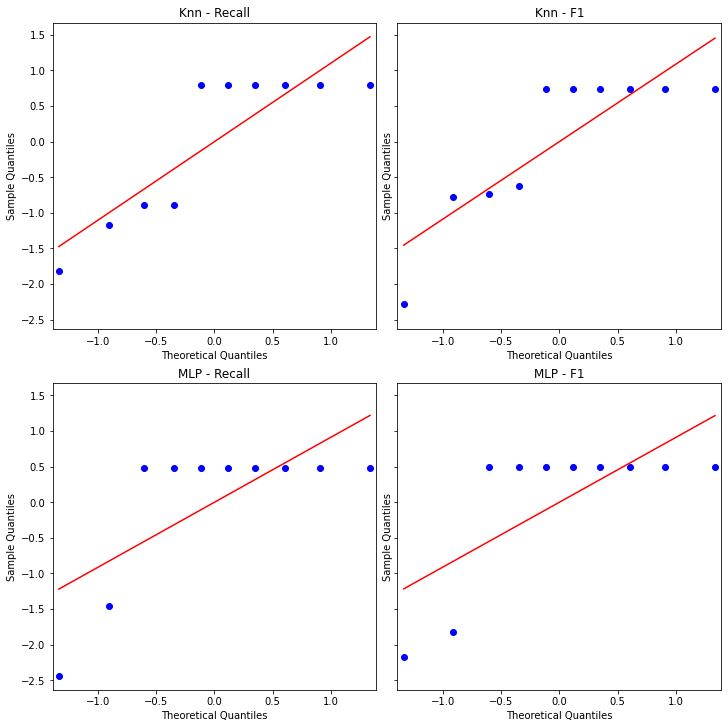 Knn - Recall
Knn - F1
1.5
1.0
0.5
0.0
−0.5
−1.0
−1.5
−2.0
−2.5
Sample Quantiles
Sample Quantiles
−1.0 −0.5 0.0 0.5 1.0
−1.0 −0.5 0.0 0.5 1.0
Theoretical Quantiles
Theoretical Quantiles
MLP - Recall
MLP - F1
1.5
1.0
0.5
0.0
−0.5
−1.0
−1.5
−2.0
−2.5
Sample Quantiles
Sample Quantiles
−1.0 −0.5 0.0 0.5 1.0
−1.0 −0.5 0.0 0.5 1.0
Theoretical Quantiles
Theoretical Quantiles